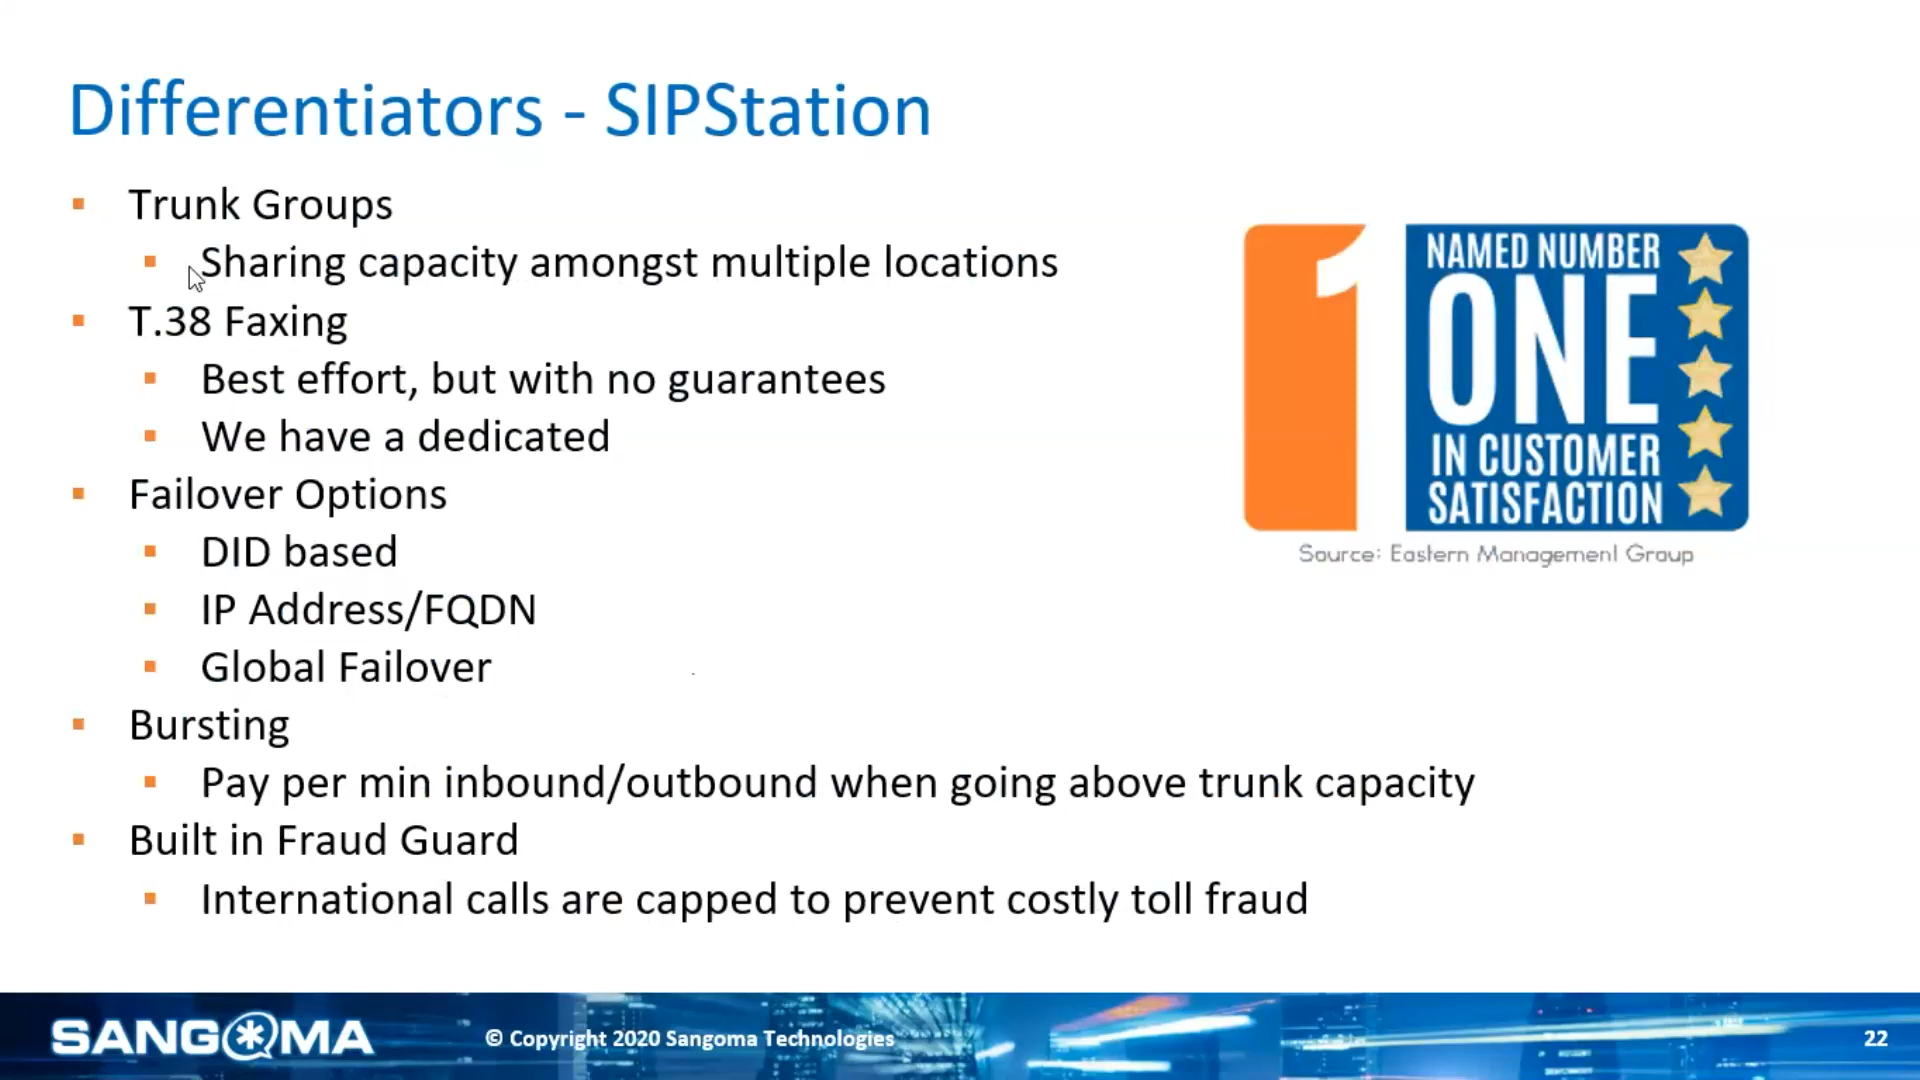 Differentiators - SIPStation
▪ Trunk Groups
▪ Sharing capacity amongst multiple locations
▪ T.38 Faxing
▪ Best effort, but with no guarantees
▪ We have a dedicated
▪ Failover Options
▪ DID based
▪ IP Address/FQDN
▪ Global Failover
▪ Bursting
▪ Pay per min inbound/outbound when going above trunk capacity
▪ Built in Fraud Guard
▪ International calls are capped to prevent costly toll fraud
1
NAMED NUMBER
ONE
IN CUSTOMER
SATISFACTION
Source: Eastern Management Group
SANGOMA
© Copyright 2020 Sangoma Technologies
22